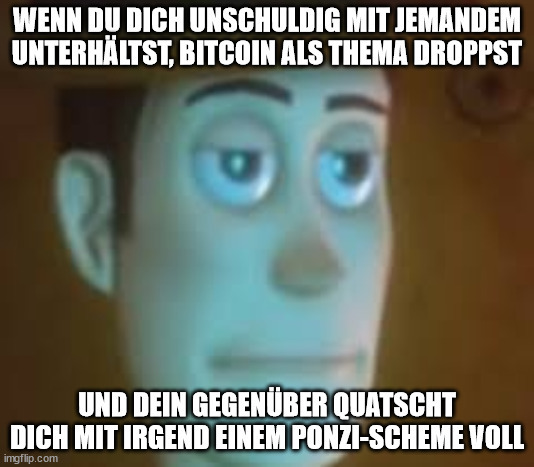 WENN DU DICH UNSCHULDIG MIT JEMANDEM
UNTERHÄLTST, BITCOIN ALS THEMA DROPPST
UND DEIN GEGENÜBER QUATSCHT
DICH MIT IRGEND EINEM PONZI-SCHEME VOLL
imgflip.com